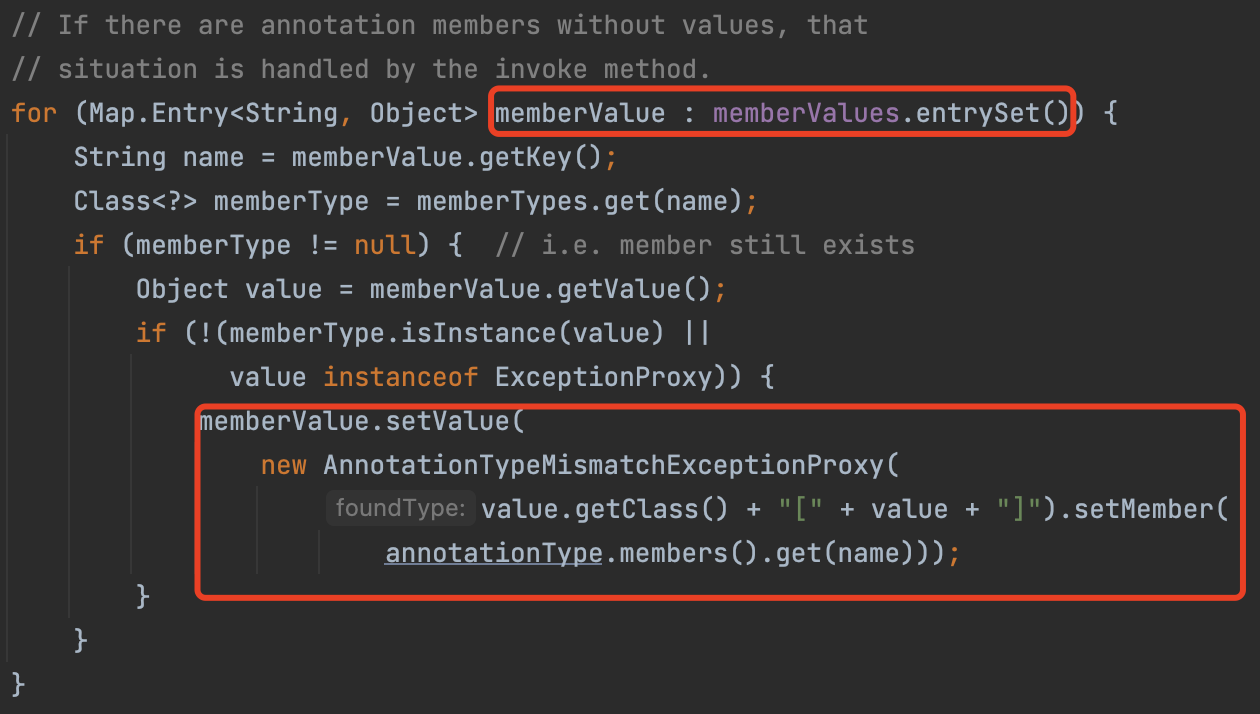 // If there are annotation members without values, that
// situation is handled by the invoke method.
for (Map.Entry<String, Object> memberValue : memberValues.entrySet()) {
String name = memberValue.getKey();
Class<?> memberType = memberTypes.get(name);
if (memberType != null) {  // i.e. member still exists
Object value = memberValue.getValue();
if (!(memberType.isInstance(value) ||
value instanceof ExceptionProxy)) {
memberValue.setValue(
new AnnotationTypeMismatchExceptionProxy(
foundType: value.getClass() + "[" + value + "]").setMember(
annotationType.members().get(name)));
}
}
}